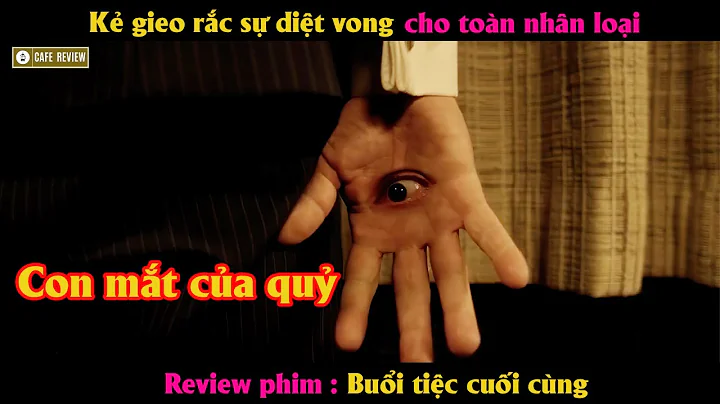 Kẻ gieo rắc sự diệt vong cho toàn nhân loại
CAFE REVIEW
Con mắt của quỷ
Review phim : Buổi tiệc cuối cùng